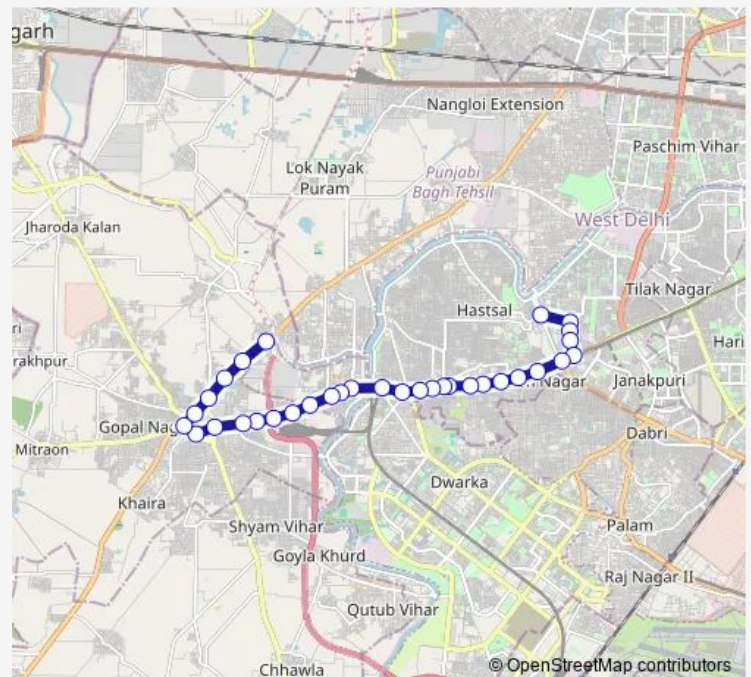 garh
Nangloi Extension
Paschim Vihar
Lok Nayak
Puram
Punjabi
Bagh Tehsil
West Delhi
Jharoda Kalan
Tilak Nagar
Hastsal
Hari
ri
rakhpur
Nagar
Janakpuri
Gopal Nag
Mitraon
Dabri
Dwarka
Khaira
Shyam Vihar
Palam
Goyla Khurd
Raj Nagar II
Qutub Vihar
Chhawla
© OpenStreetMap contributors